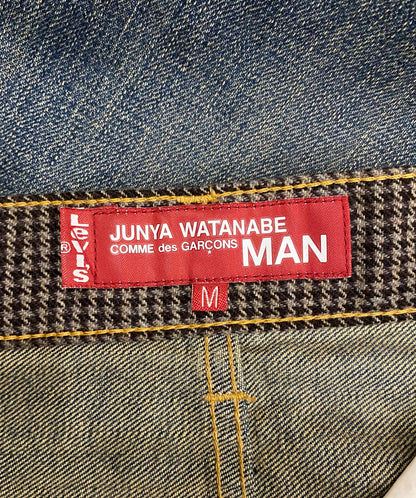 LEVI'S
®
JUNYA WATANABE
COMME des GARÇONS MAN
M